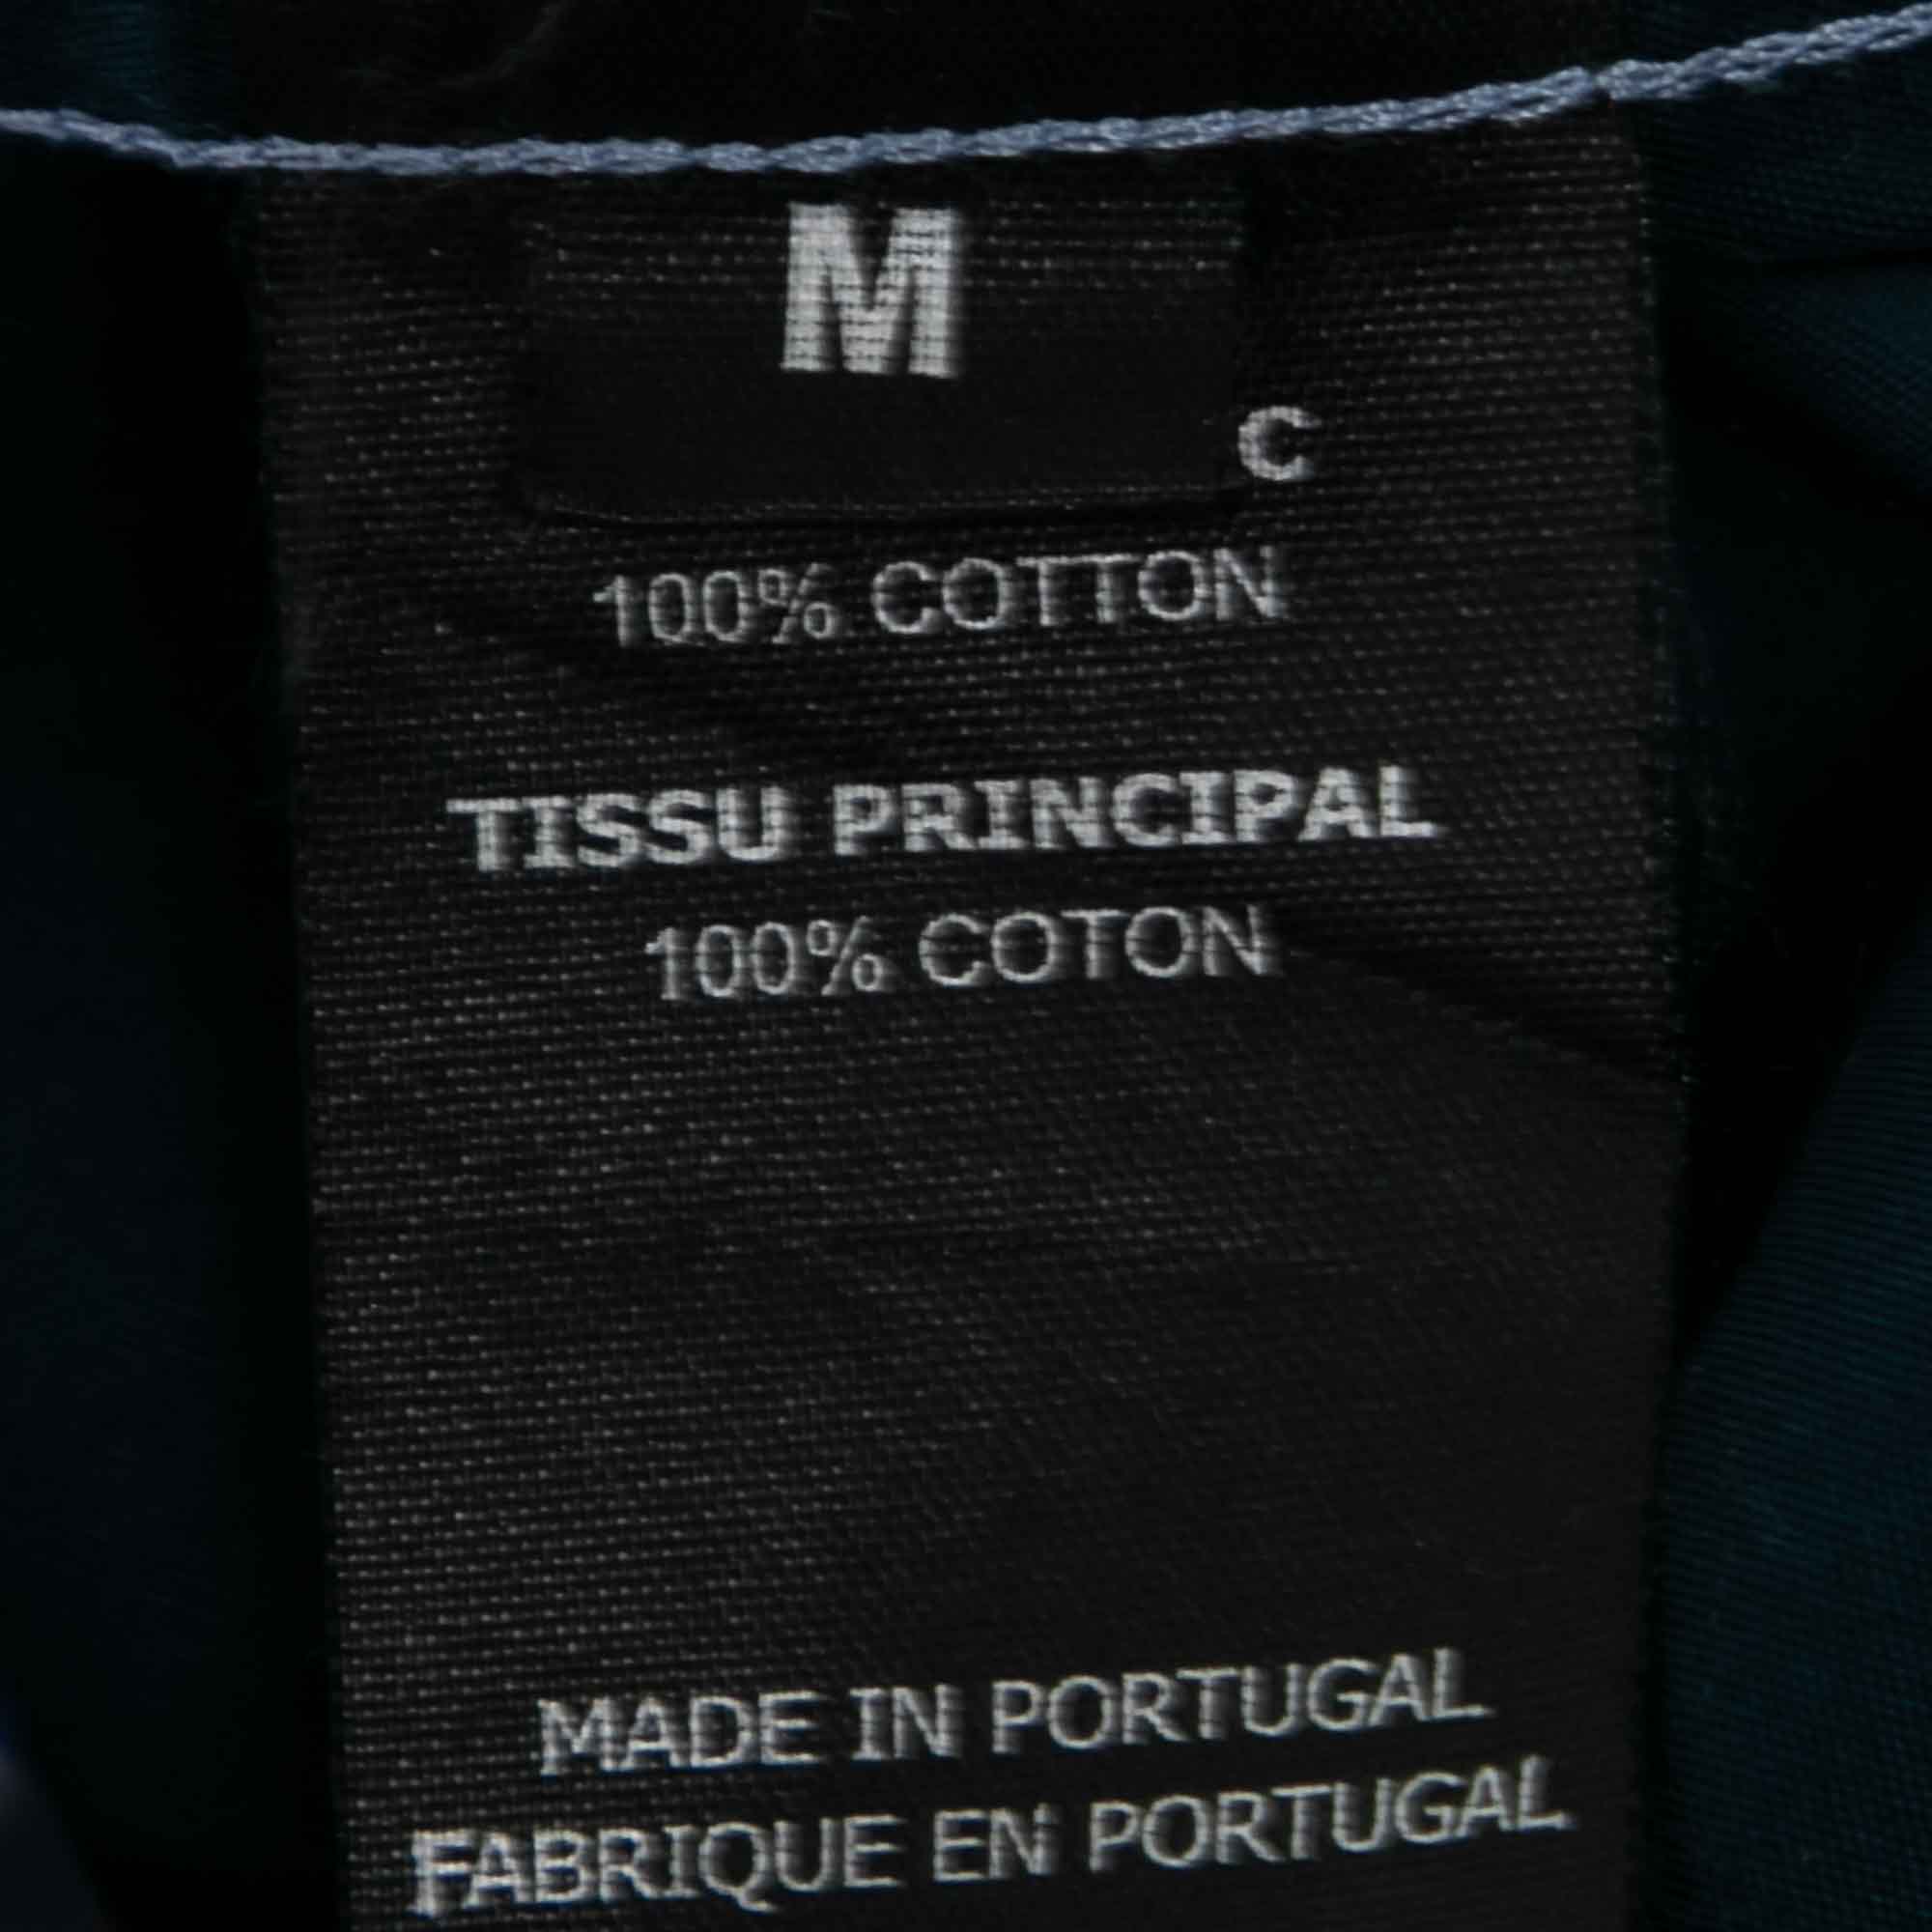 M
C
100% COTTON
TISSU PRINCIPAL
100% COTON
MADE IN PORTUGAL
FABRIQUE EN PORTUGAL